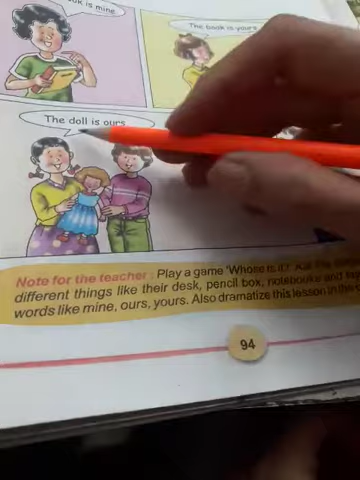 is mine
The book is yours
The doll is ours
Note for the teacher : Play a game 'Whose is it?' Ask the
different things like their desk, pencil box, notebooks and
words like mine, ours, yours. Also dramatize this lesson in the
94